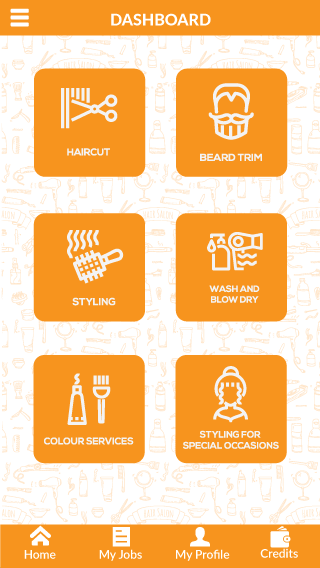 DASHBOARD
HAIRCUT
BEARD TRIM
STYLING
WASH AND
BLOW DRY
COLOUR SERVICES
STYLING FOR
SPECIAL OCCASIONS
Home
My Jobs
My Profile
Credits